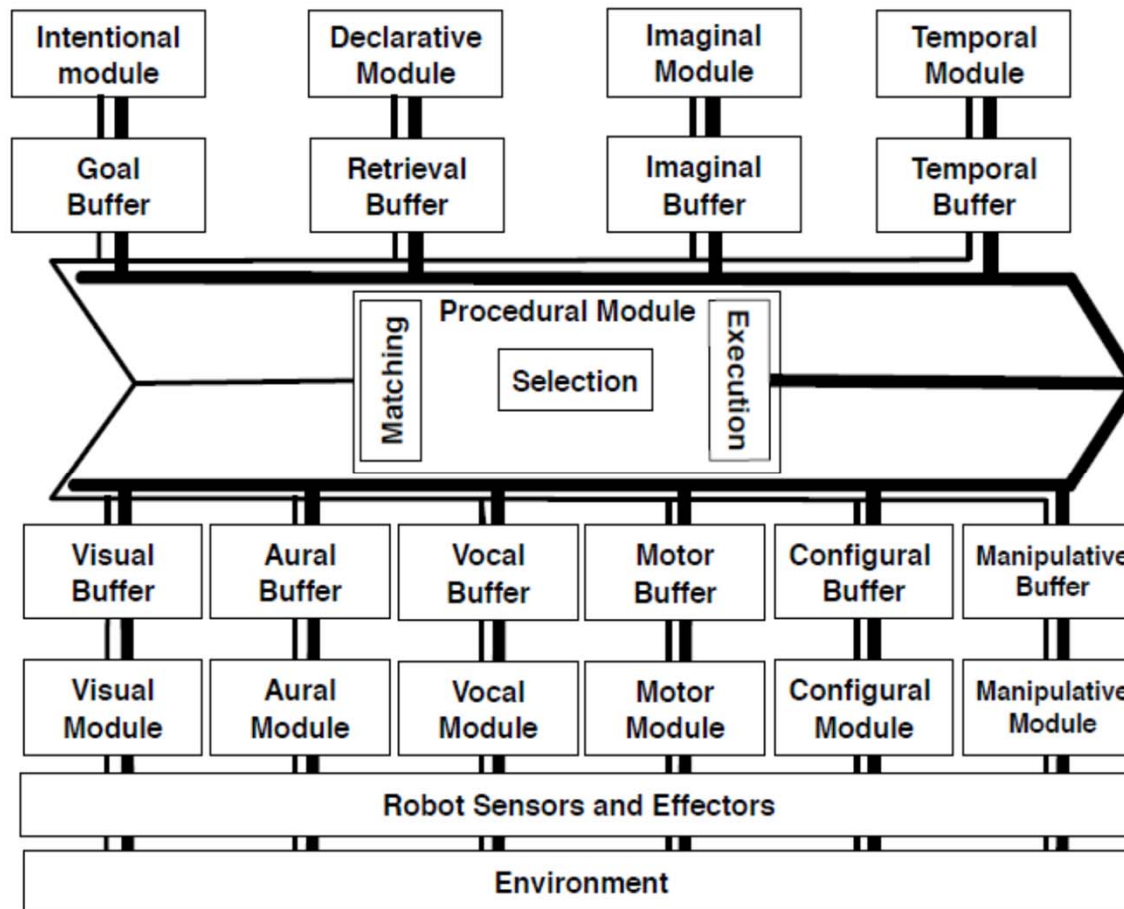 Intentional
module
Declarative
Module
Imaginal
Module
Temporal
Module
Goal
Buffer
Retrieval
Buffer
Imaginal
Buffer
Temporal
Buffer
Procedural Module
Matching
Selection
Execution
Visual
Buffer
Aural
Buffer
Vocal
Buffer
Motor
Buffer
Configural
Buffer
Manipulative
Buffer
Visual
Module
Aural
Module
Vocal
Module
Motor
Module
Configural
Module
Manipulative
Module
Robot Sensors and Effectors
Environment